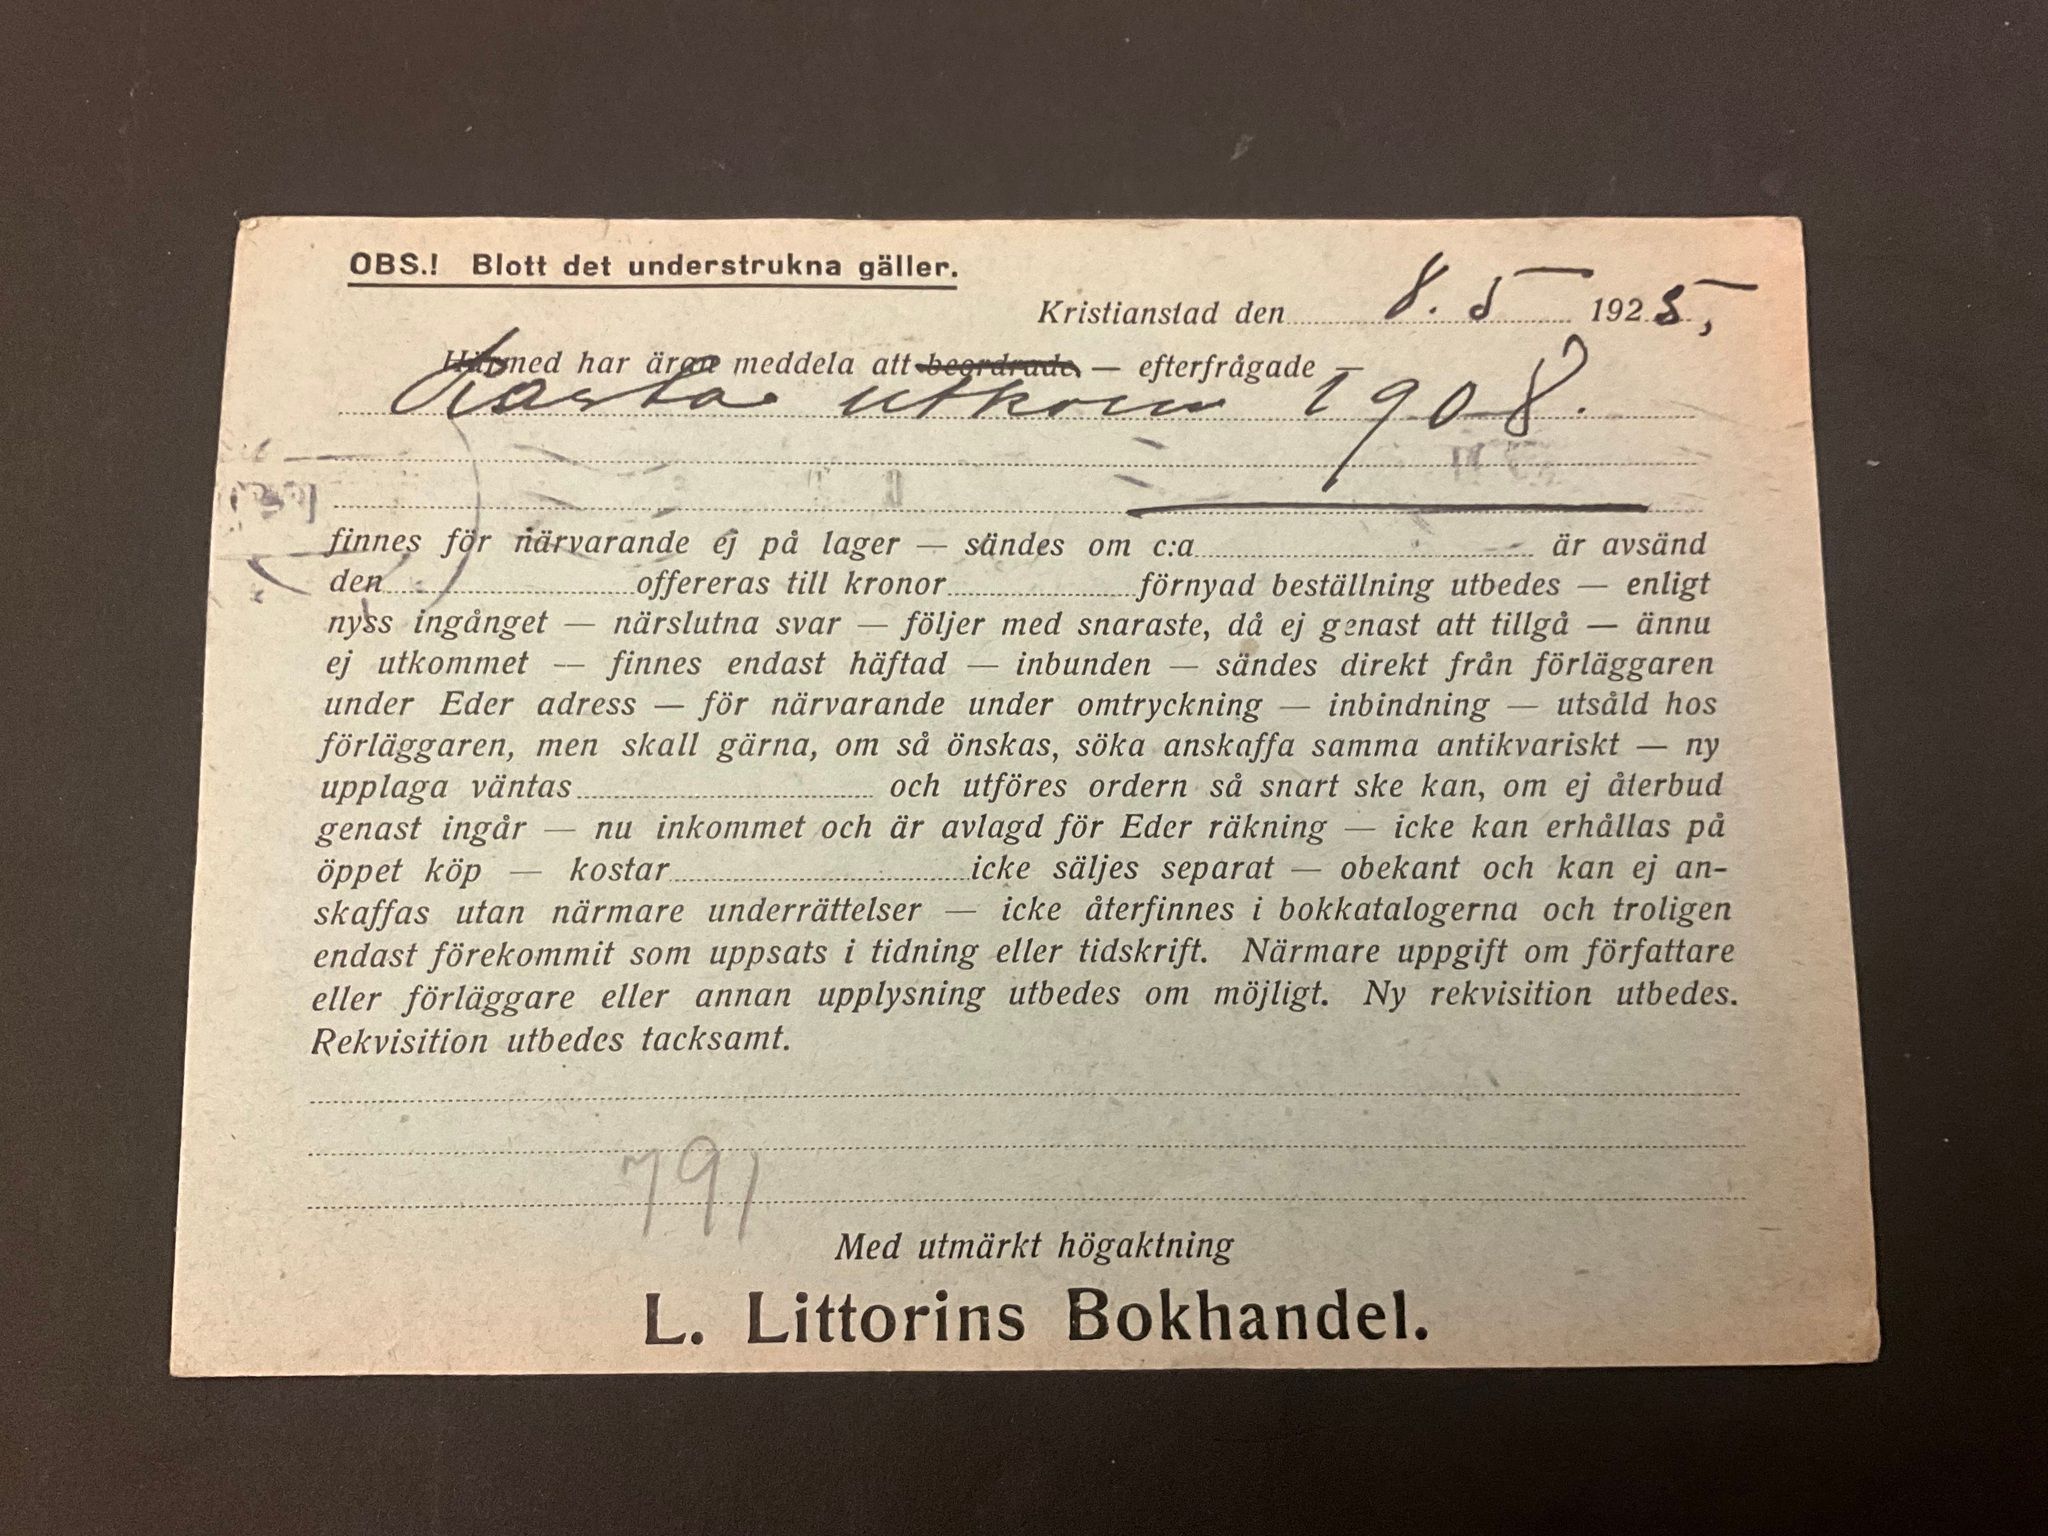 OBS.! Blott det understrukna gäller.
Kristianstad den 8. 5 1925,
Härmed har äran meddela att beordrade — efterfrågade —
Karta utkom 1908.
finnes för närvarande ej på lager — sändes om c:a är avsänd
den offereras till kronor förnyad beställning utbedes — enligt
nyss ingånget — närslutna svar — följer med snaraste, då ej genast att tillgå — ännu
ej utkommet — finnes endast häftad — inbunden — sändes direkt från förläggaren
under Eder adress — för närvarande under omtryckning — inbindning — utsåld hos
förläggaren, men skall gärna, om så önskas, söka anskaffa samma antikvariskt — ny
upplaga väntas och utföres ordern så snart ske kan, om ej återbud
genast ingår — nu inkommet och är avlagd för Eder räkning — icke kan erhållas på
öppet köp — kostar icke säljes separat — obekant och kan ej an-
skaffas utan närmare underrättelser — icke återfinnes i bokkatalogerna och troligen
endast förekommit som uppsats i tidning eller tidskrift. Närmare uppgift om författare
eller förläggare eller annan upplysning utbedes om möjligt. Ny rekvisition utbedes.
Rekvisition utbedes tacksamt.
791
Med utmärkt högaktning
L. Littorins Bokhandel.